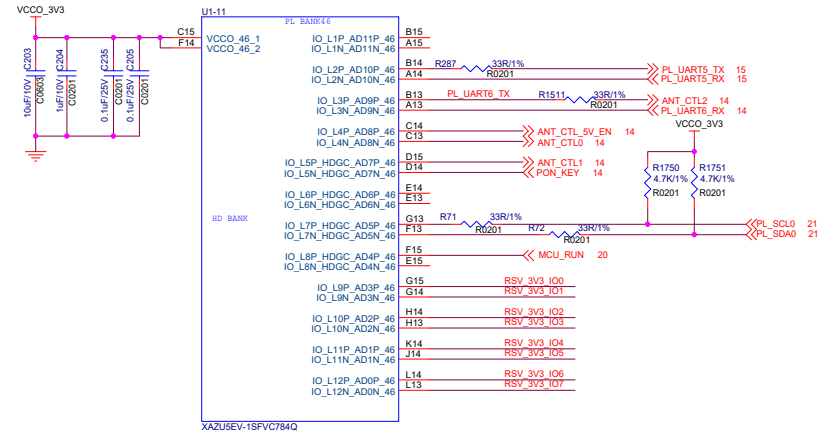 VCCO_3V3
U1-11
PL BANK46
C15 VCCO_46_1
F14 VCCO_46_2
C203 10uF/10V C0603
C204 1uF/10V C0201
C235 0.1uF/25V C0201
C205 0.1uF/25V C0201
IO_L1P_AD11P_46 B15
IO_L1N_AD11N_46 A15
IO_L2P_AD10P_46 B14 R287 33R/1% R0201 PL_UART5_TX 15
IO_L2N_AD10N_46 A14 PL_UART5_RX 15
IO_L3P_AD9P_46 B13 PL_UART6_TX R1511 33R/1% R0201 ANT_CTL2 14
IO_L3N_AD9N_46 A13 PL_UART6_RX 14
VCCO_3V3
IO_L4P_AD8P_46 C14 ANT_CTL_5V_EN 14
IO_L4N_AD8N_46 C13 ANT_CTL0 14
IO_L5P_HDGC_AD7P_46 D15 ANT_CTL1 14
IO_L5N_HDGC_AD7N_46 D14 PON_KEY 14
R1750 4.7K/1% R0201
R1751 4.7K/1% R0201
IO_L6P_HDGC_AD6P_46 E14
IO_L6N_HDGC_AD6N_46 E13
HD BANK
IO_L7P_HDGC_AD5P_46 G13 R71 33R/1% R0201 PL_SCL0 21
IO_L7N_HDGC_AD5N_46 F13 R72 33R/1% R0201 PL_SDA0 21
IO_L8P_HDGC_AD4P_46 F15 MCU_RUN 20
IO_L8N_HDGC_AD4N_46 E15
IO_L9P_AD3P_46 G15 RSV_3V3_IO0
IO_L9N_AD3N_46 G14 RSV_3V3_IO1
IO_L10P_AD2P_46 H14 RSV_3V3_IO2
IO_L10N_AD2N_46 H13 RSV_3V3_IO3
IO_L11P_AD1P_46 K14 RSV_3V3_IO4
IO_L11N_AD1N_46 J14 RSV_3V3_IO5
IO_L12P_AD0P_46 L14 RSV_3V3_IO6
IO_L12N_AD0N_46 L13 RSV_3V3_IO7
XAZU5EV-1SFVC784Q